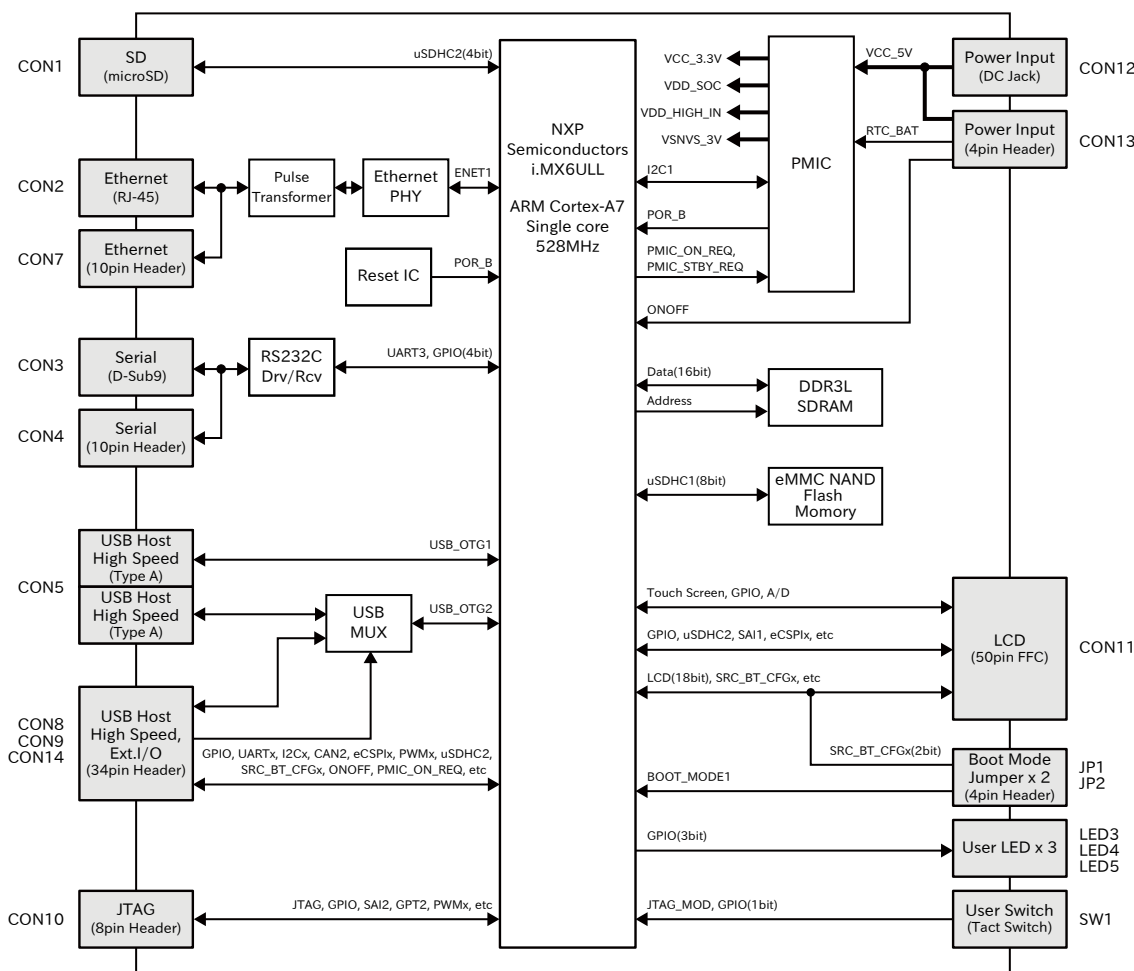 CON1
SD
(microSD)
uSDHC2(4bit)
CON2
Ethernet
(RJ-45)
Pulse
Transformer
Ethernet
PHY
ENET1
CON7
Ethernet
(10pin Header)
Reset IC
POR_B
CON3
Serial
(D-Sub9)
RS232C
Drv/Rcv
UART3, GPIO(4bit)
CON4
Serial
(10pin Header)
CON5
USB Host
High Speed
(Type A)
USB_OTG1
USB Host
High Speed
(Type A)
USB
MUX
USB_OTG2
CON8
CON9
CON14
USB Host
High Speed,
Ext.I/O
(34pin Header)
GPIO, UARTx, I2Cx, CAN2, eCSPIx, PWMx, uSDHC2,
SRC_BT_CFGx, ONOFF, PMIC_ON_REQ, etc
CON10
JTAG
(8pin Header)
JTAG, GPIO, SAI2, GPT2, PWMx, etc
NXP
Semiconductors
i.MX6ULL
ARM Cortex-A7
Single core
528MHz
VCC_3.3V
VDD_SOC
VDD_HIGH_IN
VSNVS_3V
I2C1
POR_B
PMIC_ON_REQ,
PMIC_STBY_REQ
PMIC
VCC_5V
RTC_BAT
ONOFF
Power Input
(DC Jack)
CON12
Power Input
(4pin Header)
CON13
Data(16bit)
Address
DDR3L
SDRAM
uSDHC1(8bit)
eMMC NAND
Flash
Momory
Touch Screen, GPIO, A/D
GPIO, uSDHC2, SAI1, eCSPIx, etc
LCD(18bit), SRC_BT_CFGx, etc
LCD
(50pin FFC)
CON11
SRC_BT_CFGx(2bit)
BOOT_MODE1
Boot Mode
Jumper x 2
(4pin Header)
JP1
JP2
GPIO(3bit)
User LED x 3
LED3
LED4
LED5
JTAG_MOD, GPIO(1bit)
User Switch
(Tact Switch)
SW1